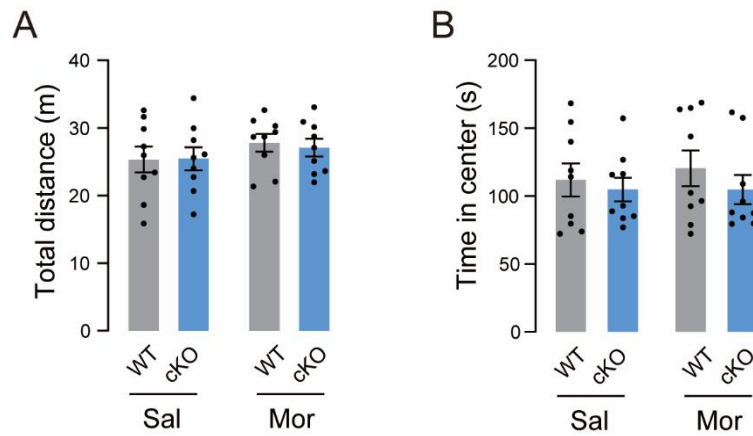 A
Total distance (m)
40
30
20
10
0
WT
cKO
WT
cKO
Sal
Mor
B
Time in center (s)
200
150
100
50
0
WT
cKO
WT
cKO
Sal
Mor